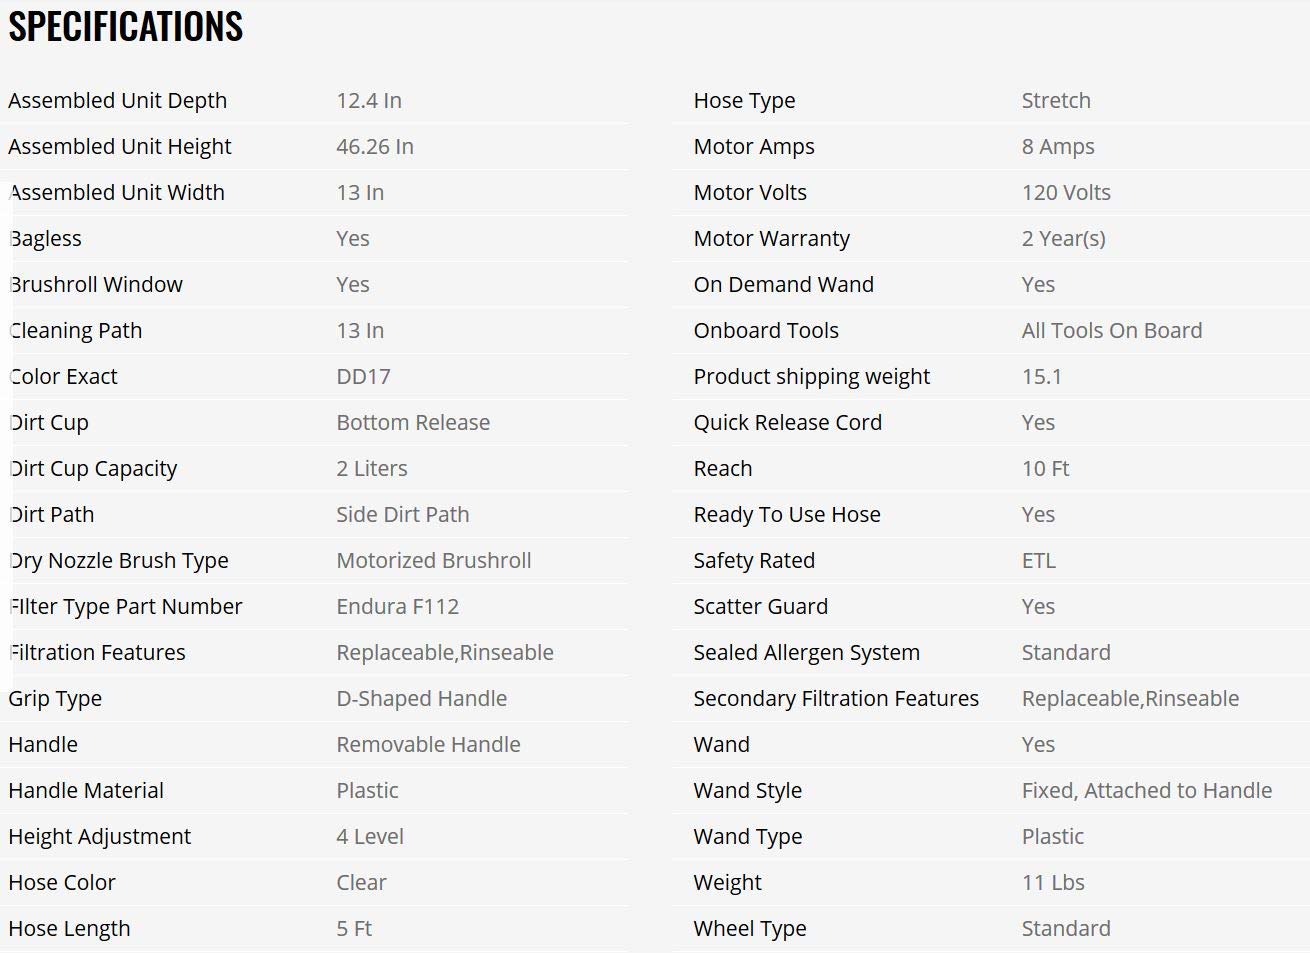 SPECIFICATIONS
Assembled Unit Depth 12.4 In
Assembled Unit Height 46.26 In
Assembled Unit Width 13 In
Bagless Yes
Brushroll Window Yes
Cleaning Path 13 In
Color Exact DD17
Dirt Cup Bottom Release
Dirt Cup Capacity 2 Liters
Dirt Path Side Dirt Path
Dry Nozzle Brush Type Motorized Brushroll
FIlter Type Part Number Endura F112
Filtration Features Replaceable,Rinseable
Grip Type D-Shaped Handle
Handle Removable Handle
Handle Material Plastic
Height Adjustment 4 Level
Hose Color Clear
Hose Length 5 Ft
Hose Type Stretch
Motor Amps 8 Amps
Motor Volts 120 Volts
Motor Warranty 2 Year(s)
On Demand Wand Yes
Onboard Tools All Tools On Board
Product shipping weight 15.1
Quick Release Cord Yes
Reach 10 Ft
Ready To Use Hose Yes
Safety Rated ETL
Scatter Guard Yes
Sealed Allergen System Standard
Secondary Filtration Features Replaceable,Rinseable
Wand Yes
Wand Style Fixed, Attached to Handle
Wand Type Plastic
Weight 11 Lbs
Wheel Type Standard